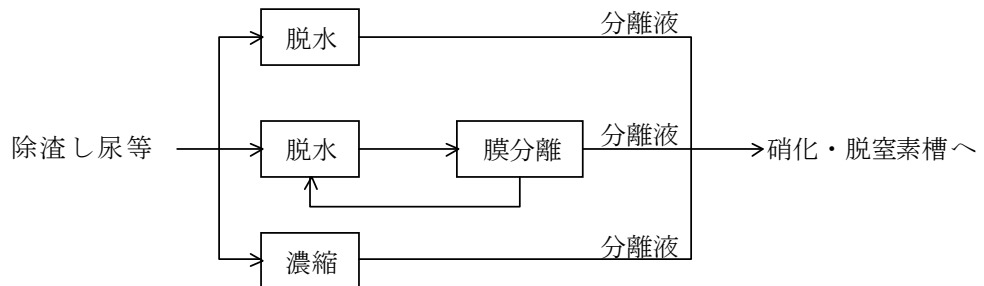 分離液
脱水
除渣し尿等
脱水
膜分離
分離液
硝化・脱窒素槽へ
濃縮
分離液